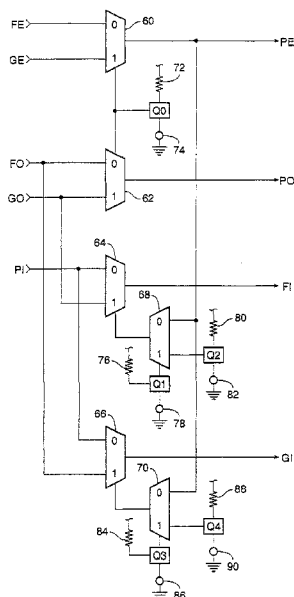 FE 0 60
PE
GE 1
72
Q0
74
FO 0
PO
GO 1 62
64
PI 0
FI
1 68
0 80
76 1 Q2
Q1 82
78
66
0
GI
1 70
0 88
84 1 Q4
Q3 90
86